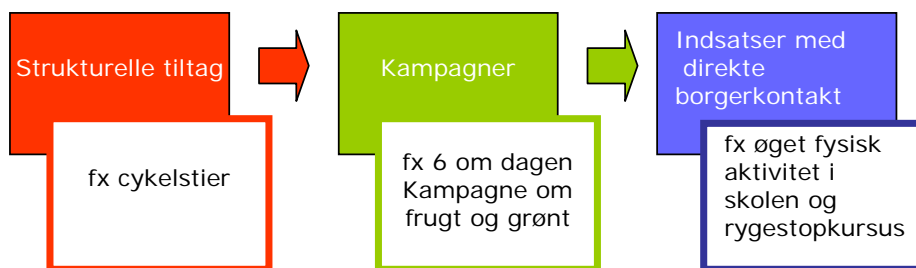 Strukturelle tiltag
fx cykelstier
Kampagner
fx 6 om dagen
Kampagne om
frugt og grønt
Indsatser med
direkte
borgerkontakt
fx øget fysisk
aktivitet i
skolen og
rygestopkursus